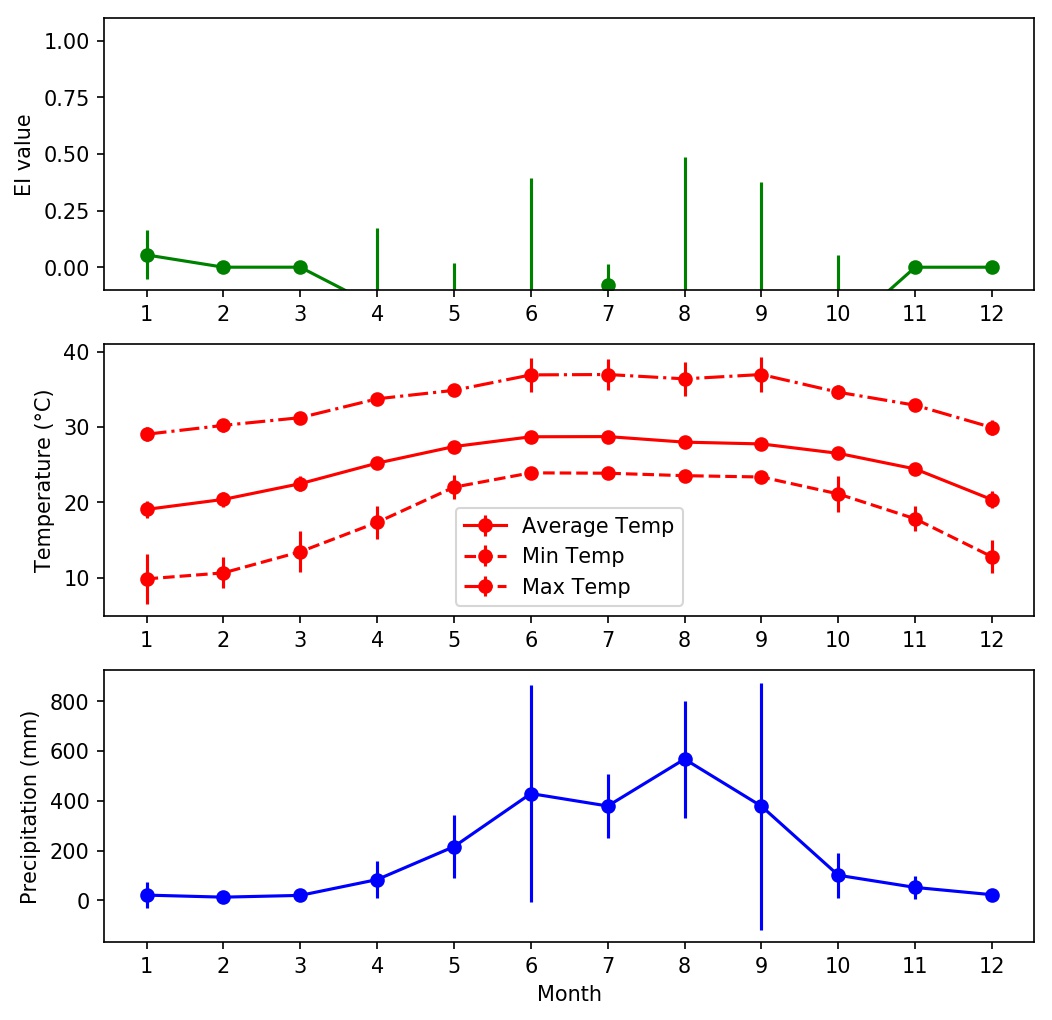 EI value
1.00
0.75
0.50
0.25
0.00
1 2 3 4 5 6 7 8 9 10 11 12
Temperature (°C)
40
30
20
10
Average Temp
Min Temp
Max Temp
1 2 3 4 5 6 7 8 9 10 11 12
Precipitation (mm)
800
600
400
200
0
1 2 3 4 5 6 7 8 9 10 11 12
Month